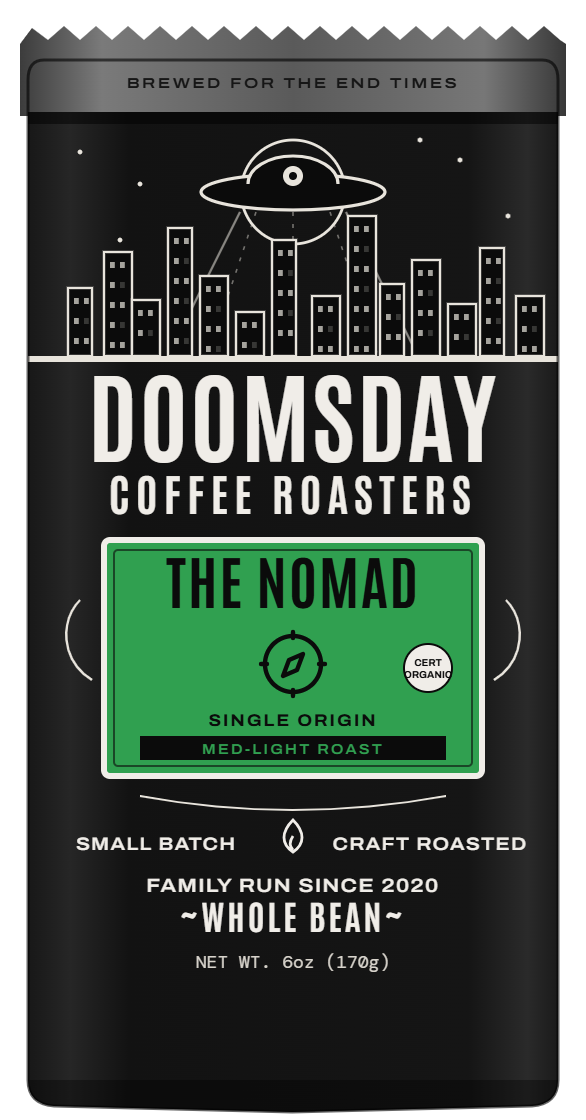 BREWED FOR THE END TIMES
DOOMSDAY
COFFEE ROASTERS
THE NOMAD
CERT
ORGANIC
SINGLE ORIGIN
MED-LIGHT ROAST
SMALL BATCH CRAFT ROASTED
FAMILY RUN SINCE 2020
~WHOLE BEAN~
NET WT. 6oz (170g)